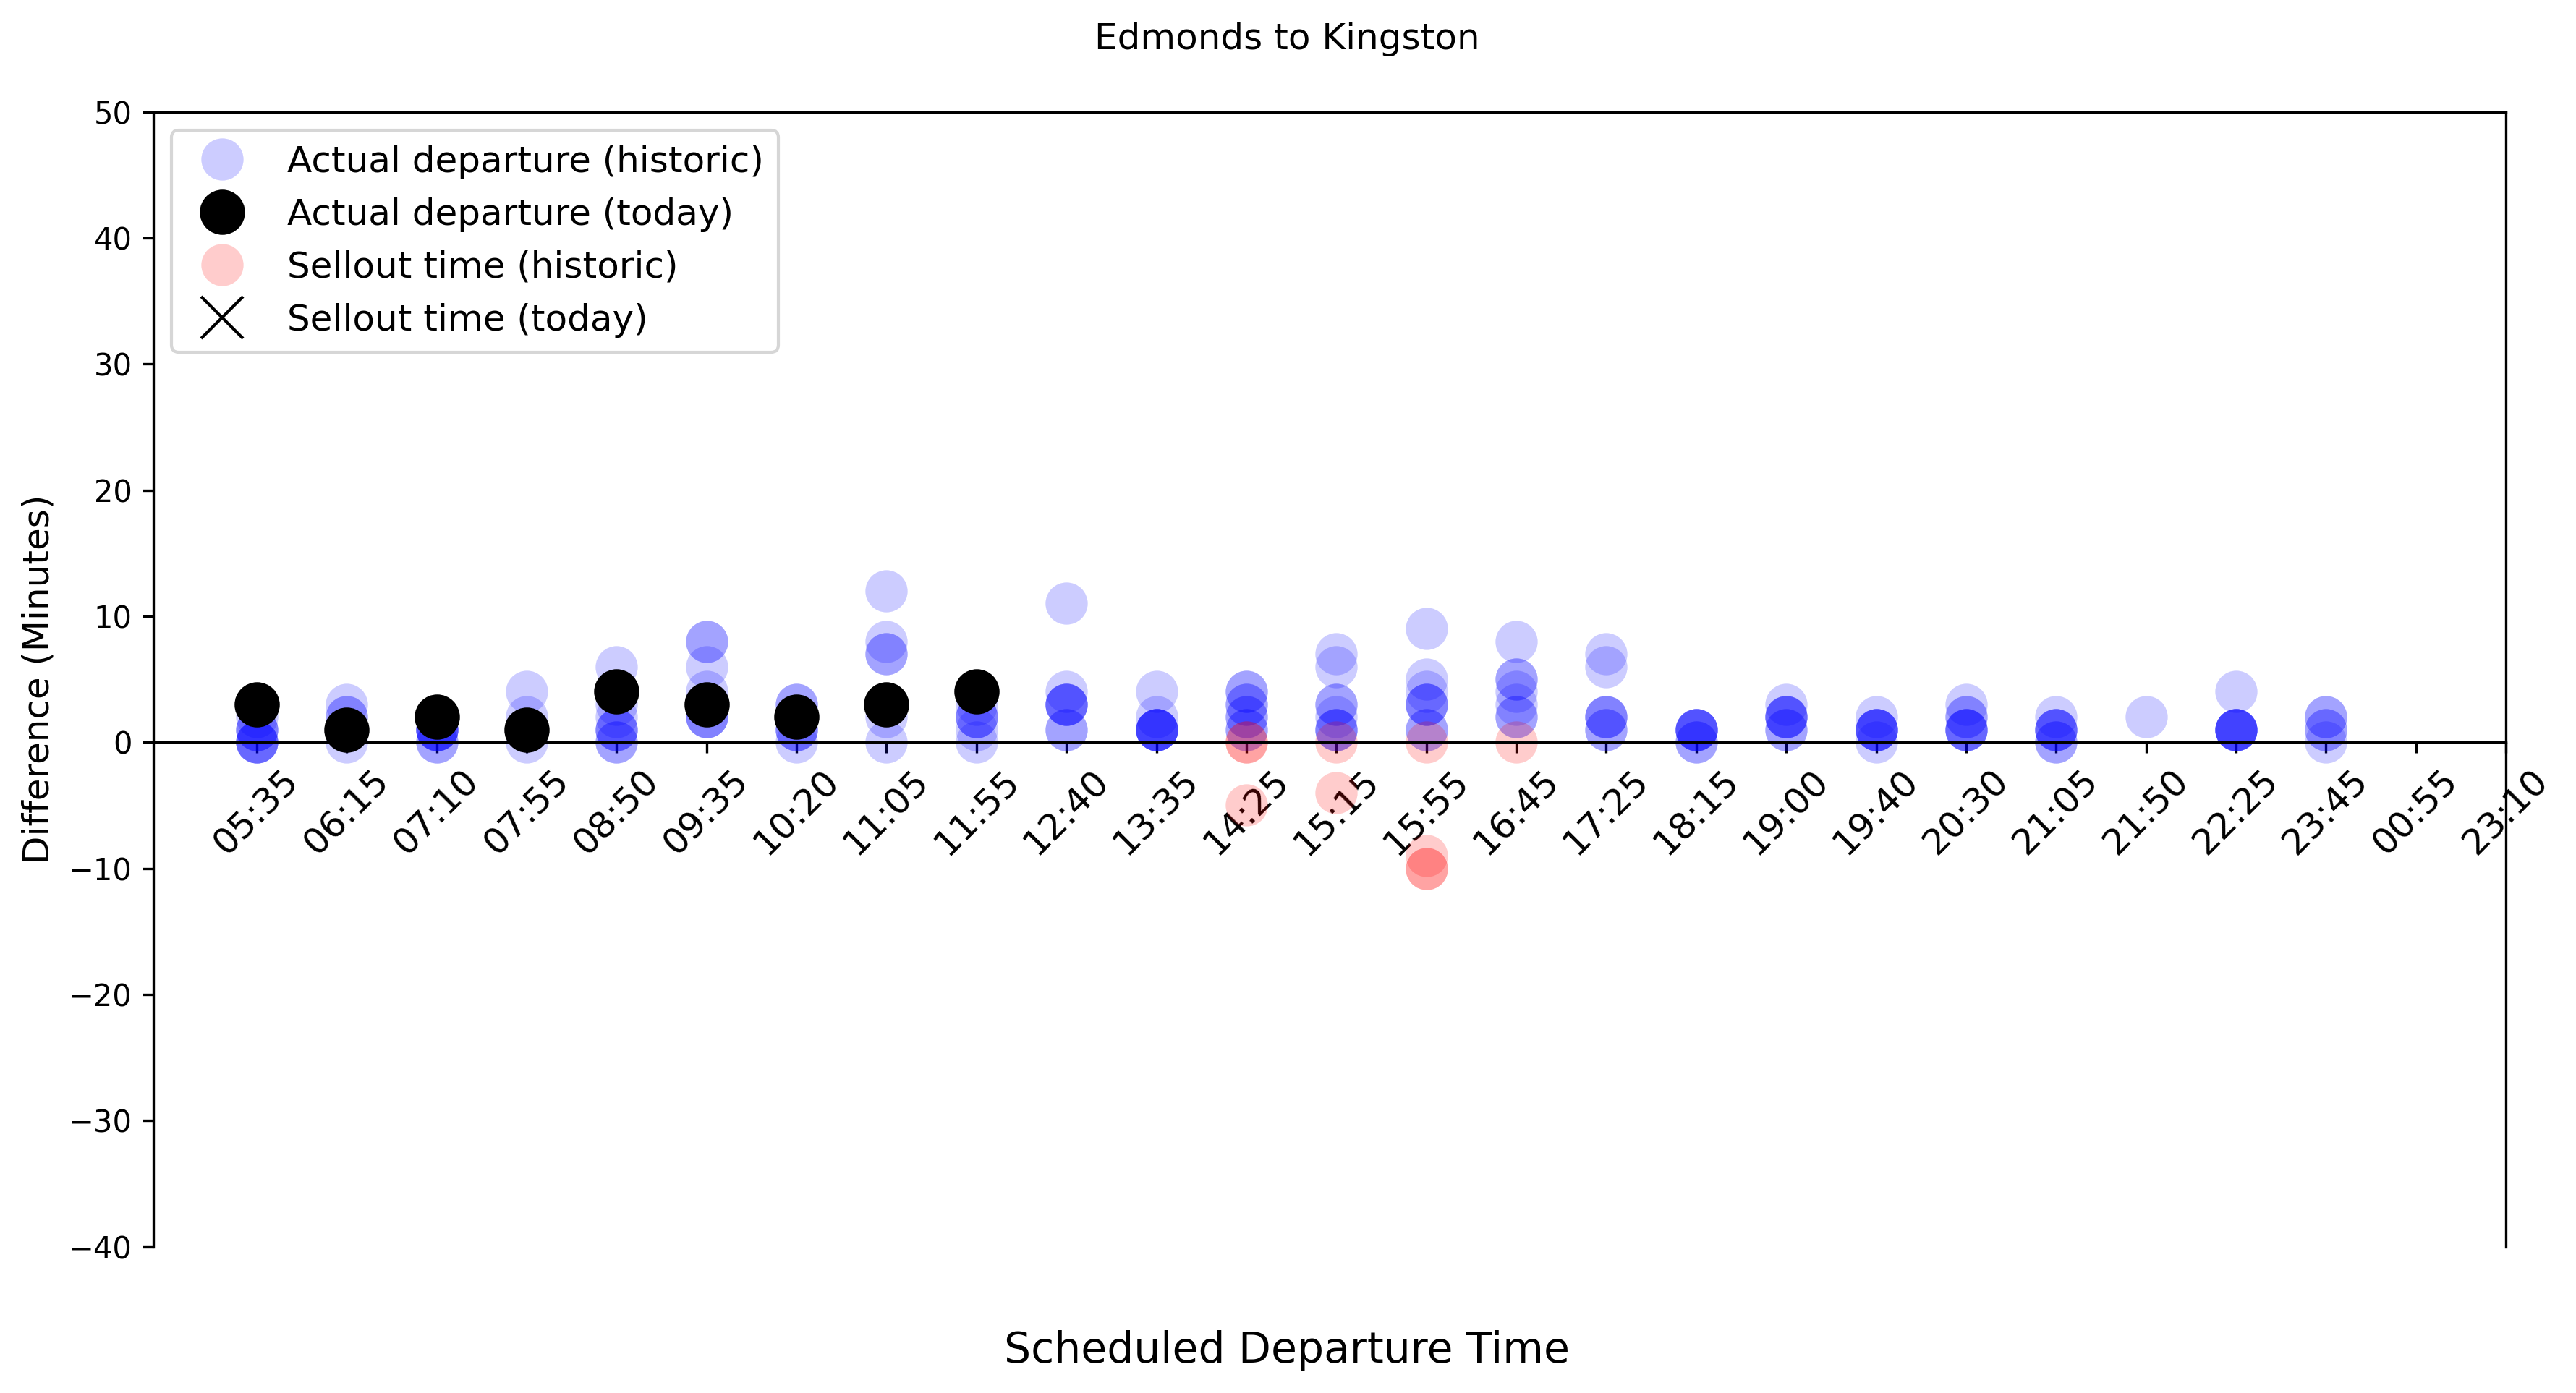 Edmonds to Kingston
50
40
30
20
10
0
−10
−20
−30
−40
Difference (Minutes)
Actual departure (historic)
Actual departure (today)
Sellout time (historic)
Sellout time (today)
05:35 06:15 07:10 07:55 08:50 09:35 10:20 11:05 11:55 12:40 13:35 14:25 15:15 15:55 16:45 17:25 18:15 19:00 19:40 20:30 21:05 21:50 22:25 23:45 00:55 23:10
Scheduled Departure Time